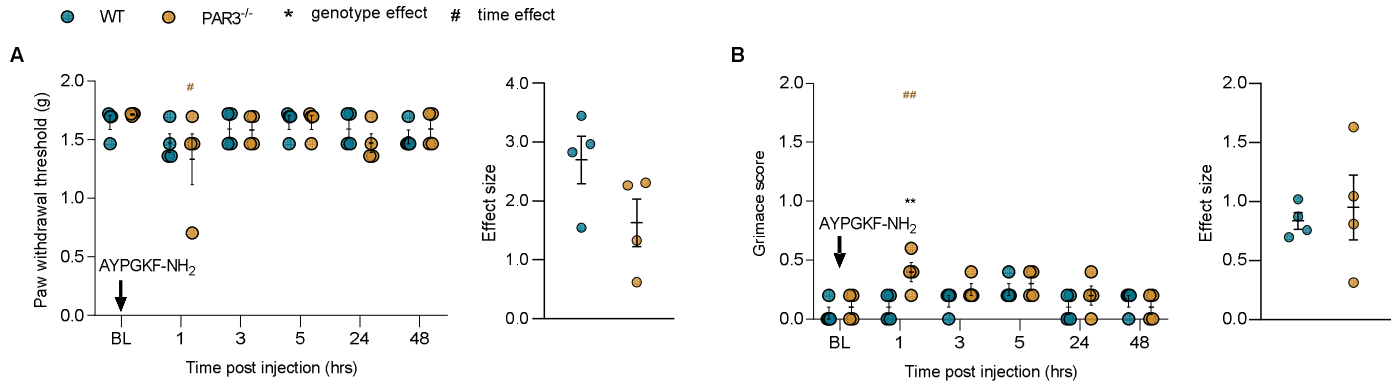 WT PAR3-/- * genotype effect # time effect
A
Paw withdrawal threshold (g)
2.0
1.5
1.0
0.5
0.0
#
AYPGKF-NH2
BL 1 3 5 24 48
Time post injection (hrs)
Effect size
4.0
3.0
2.0
1.0
0.0
B
Grimace score
2.0
1.5
1.0
0.5
0.0
##
**
AYPGKF-NH2
BL 1 3 5 24 48
Time post injection (hrs)
Effect size
2.0
1.5
1.0
0.5
0.0